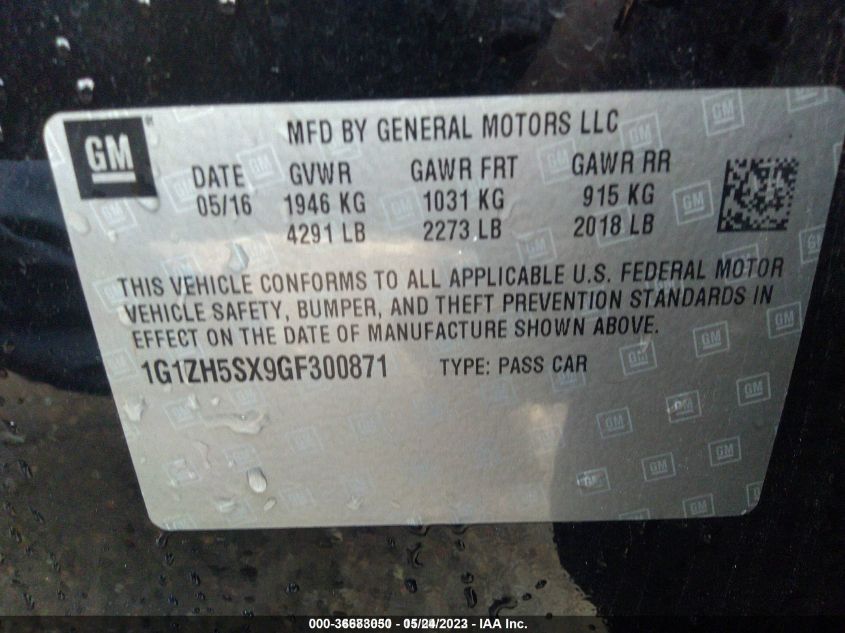 GM
MFD BY GENERAL MOTORS LLC
DATE GVWR GAWR FRT GAWR RR
05/16 1946 KG 1031 KG 915 KG
4291 LB 2273 LB 2018 LB
THIS VEHICLE CONFORMS TO ALL APPLICABLE U.S. FEDERAL MOTOR
VEHICLE SAFETY, BUMPER, AND THEFT PREVENTION STANDARDS IN
EFFECT ON THE DATE OF MANUFACTURE SHOWN ABOVE.
1G1ZH5SX9GF300871 TYPE: PASS CAR
- IAA Inc.